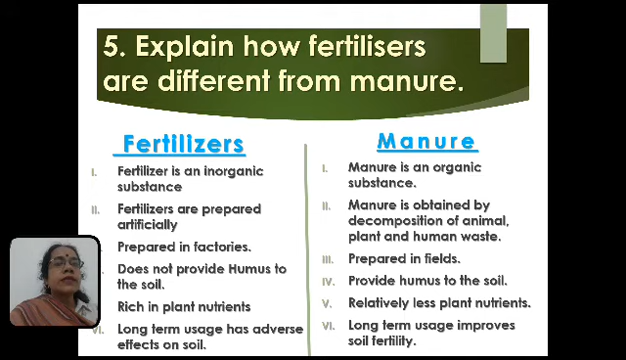 5. Explain how fertilisers
are different from manure.
Fertilizers
I. Fertilizer is an inorganic
substance
II. Fertilizers are prepared
artificially
Prepared in factories.
Does not provide Humus to
the soil.
Rich in plant nutrients
VI. Long term usage has adverse
effects on soil.
Manure
I. Manure is an organic
substance.
II. Manure is obtained by
decomposition of animal,
plant and human waste.
III. Prepared in fields.
IV. Provide humus to the soil.
V. Relatively less plant nutrients.
VI. Long term usage improves
soil fertility.